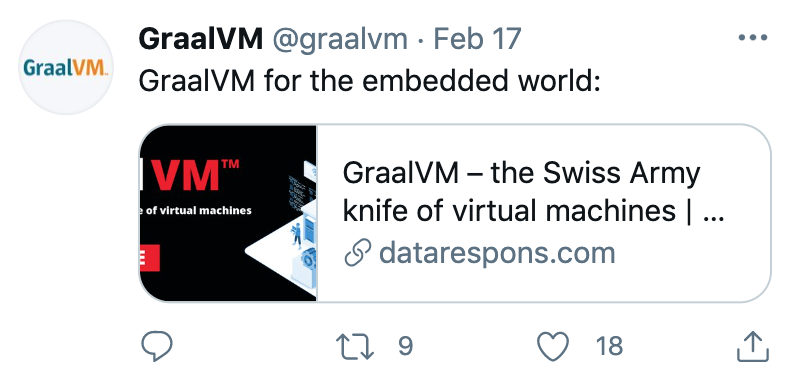 GraalVM
GraalVM @graalvm · Feb 17
GraalVM for the embedded world:
VM™
of virtual machines
E
GraalVM – the Swiss Army
knife of virtual machines | ...
datarespons.com
9
18